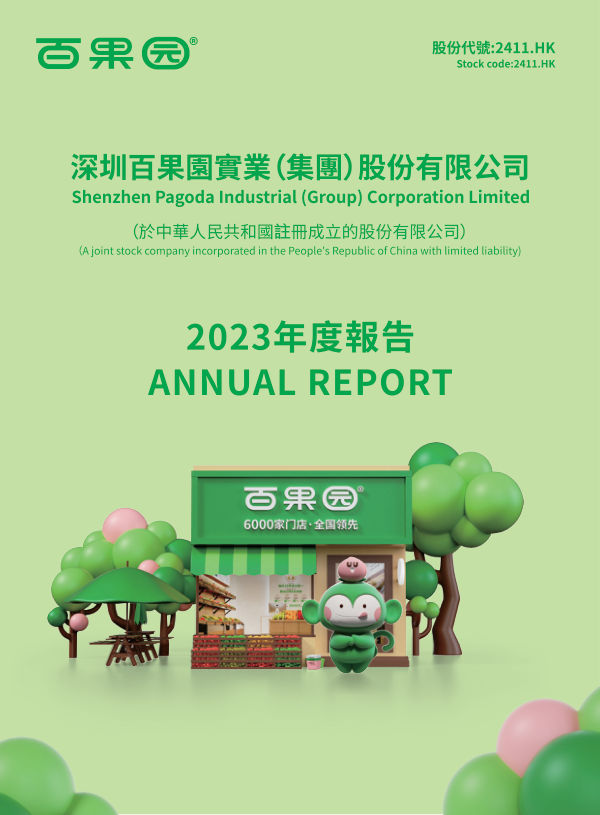 百果园®
股份代號:2411.HK
Stock code:2411.HK
深圳百果園實業(集團)股份有限公司
Shenzhen Pagoda Industrial (Group) Corporation Limited
(於中華人民共和國註冊成立的股份有限公司)
(A joint stock company incorporated in the People's Republic of China with limited liability)
2023年度報告
ANNUAL REPORT
百果园®
6000家门店·全国领先